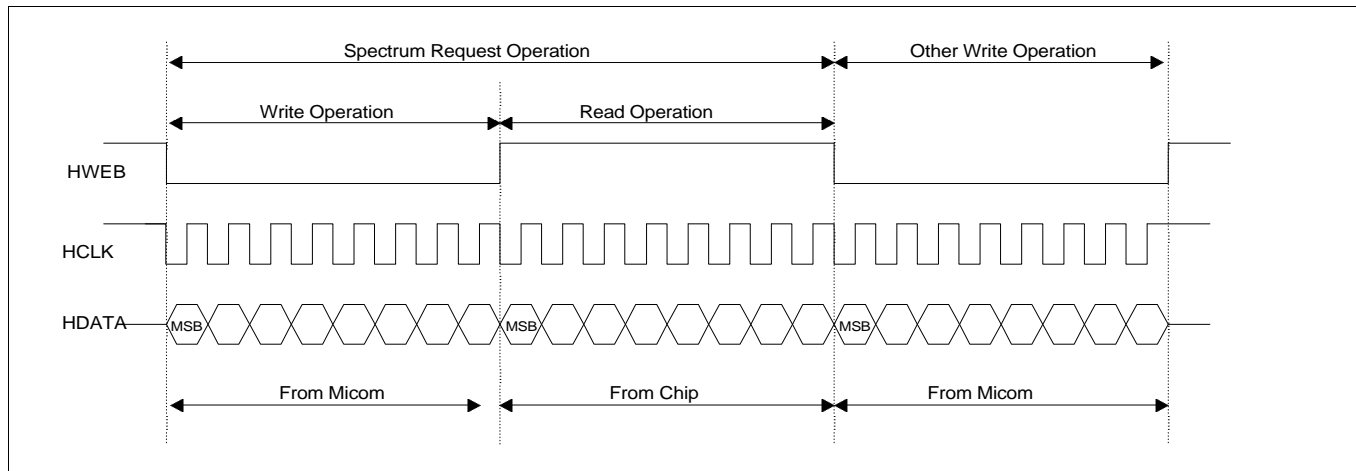 Spectrum Request Operation
Other Write Operation
Write Operation
Read Operation
HWEB
HCLK
HDATA
MSB
MSB
MSB
From Micom
From Chip
From Micom